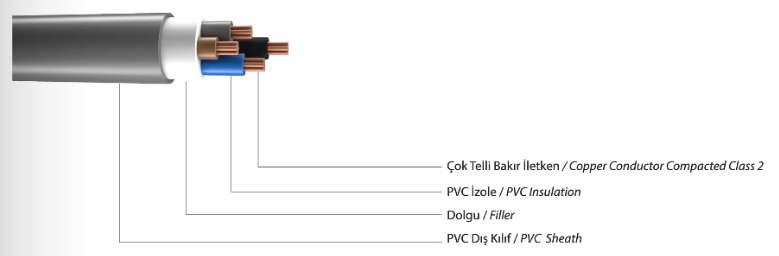 Çok Telli Bakır İletken / Copper Conductor Compacted Class 2
PVC İzole / PVC Insulation
Dolgu / Filler
PVC Dış Kılıf / PVC Sheath